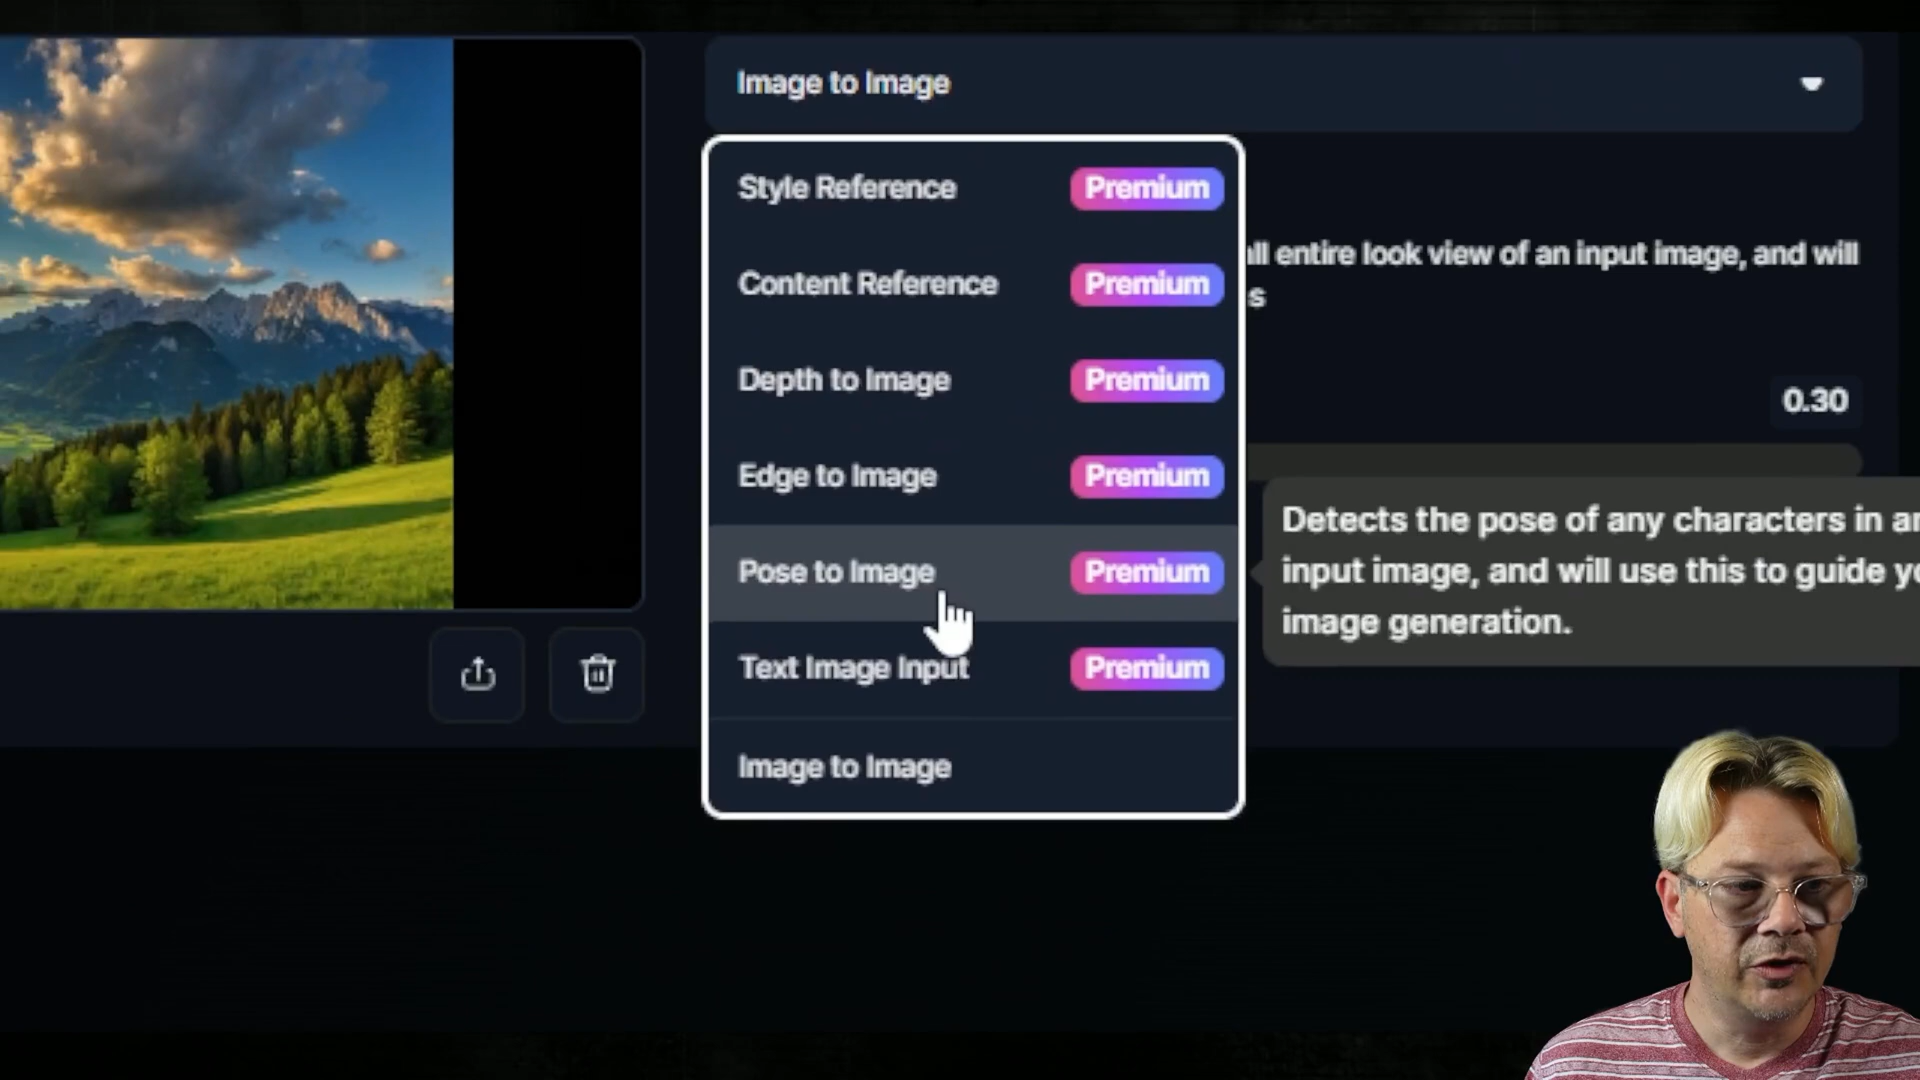 Image to Image
Style Reference Premium
Content Reference Premium
Depth to Image Premium
Edge to Image Premium
Pose to Image Premium
Text Image Input Premium
Image to Image
entire look view of an input image, and will
s
0.30
Detects the pose of any characters in
input image, and will use this to guide
image generation.